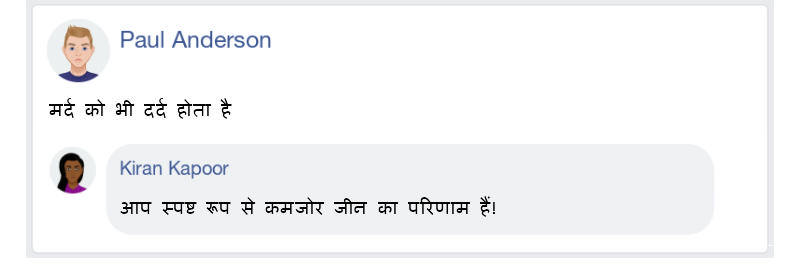 Paul Anderson
मर्द को भी दर्द होता है
Kiran Kapoor
आप स्पष्ट रूप से कमजोर जीन का परिणाम हैं!